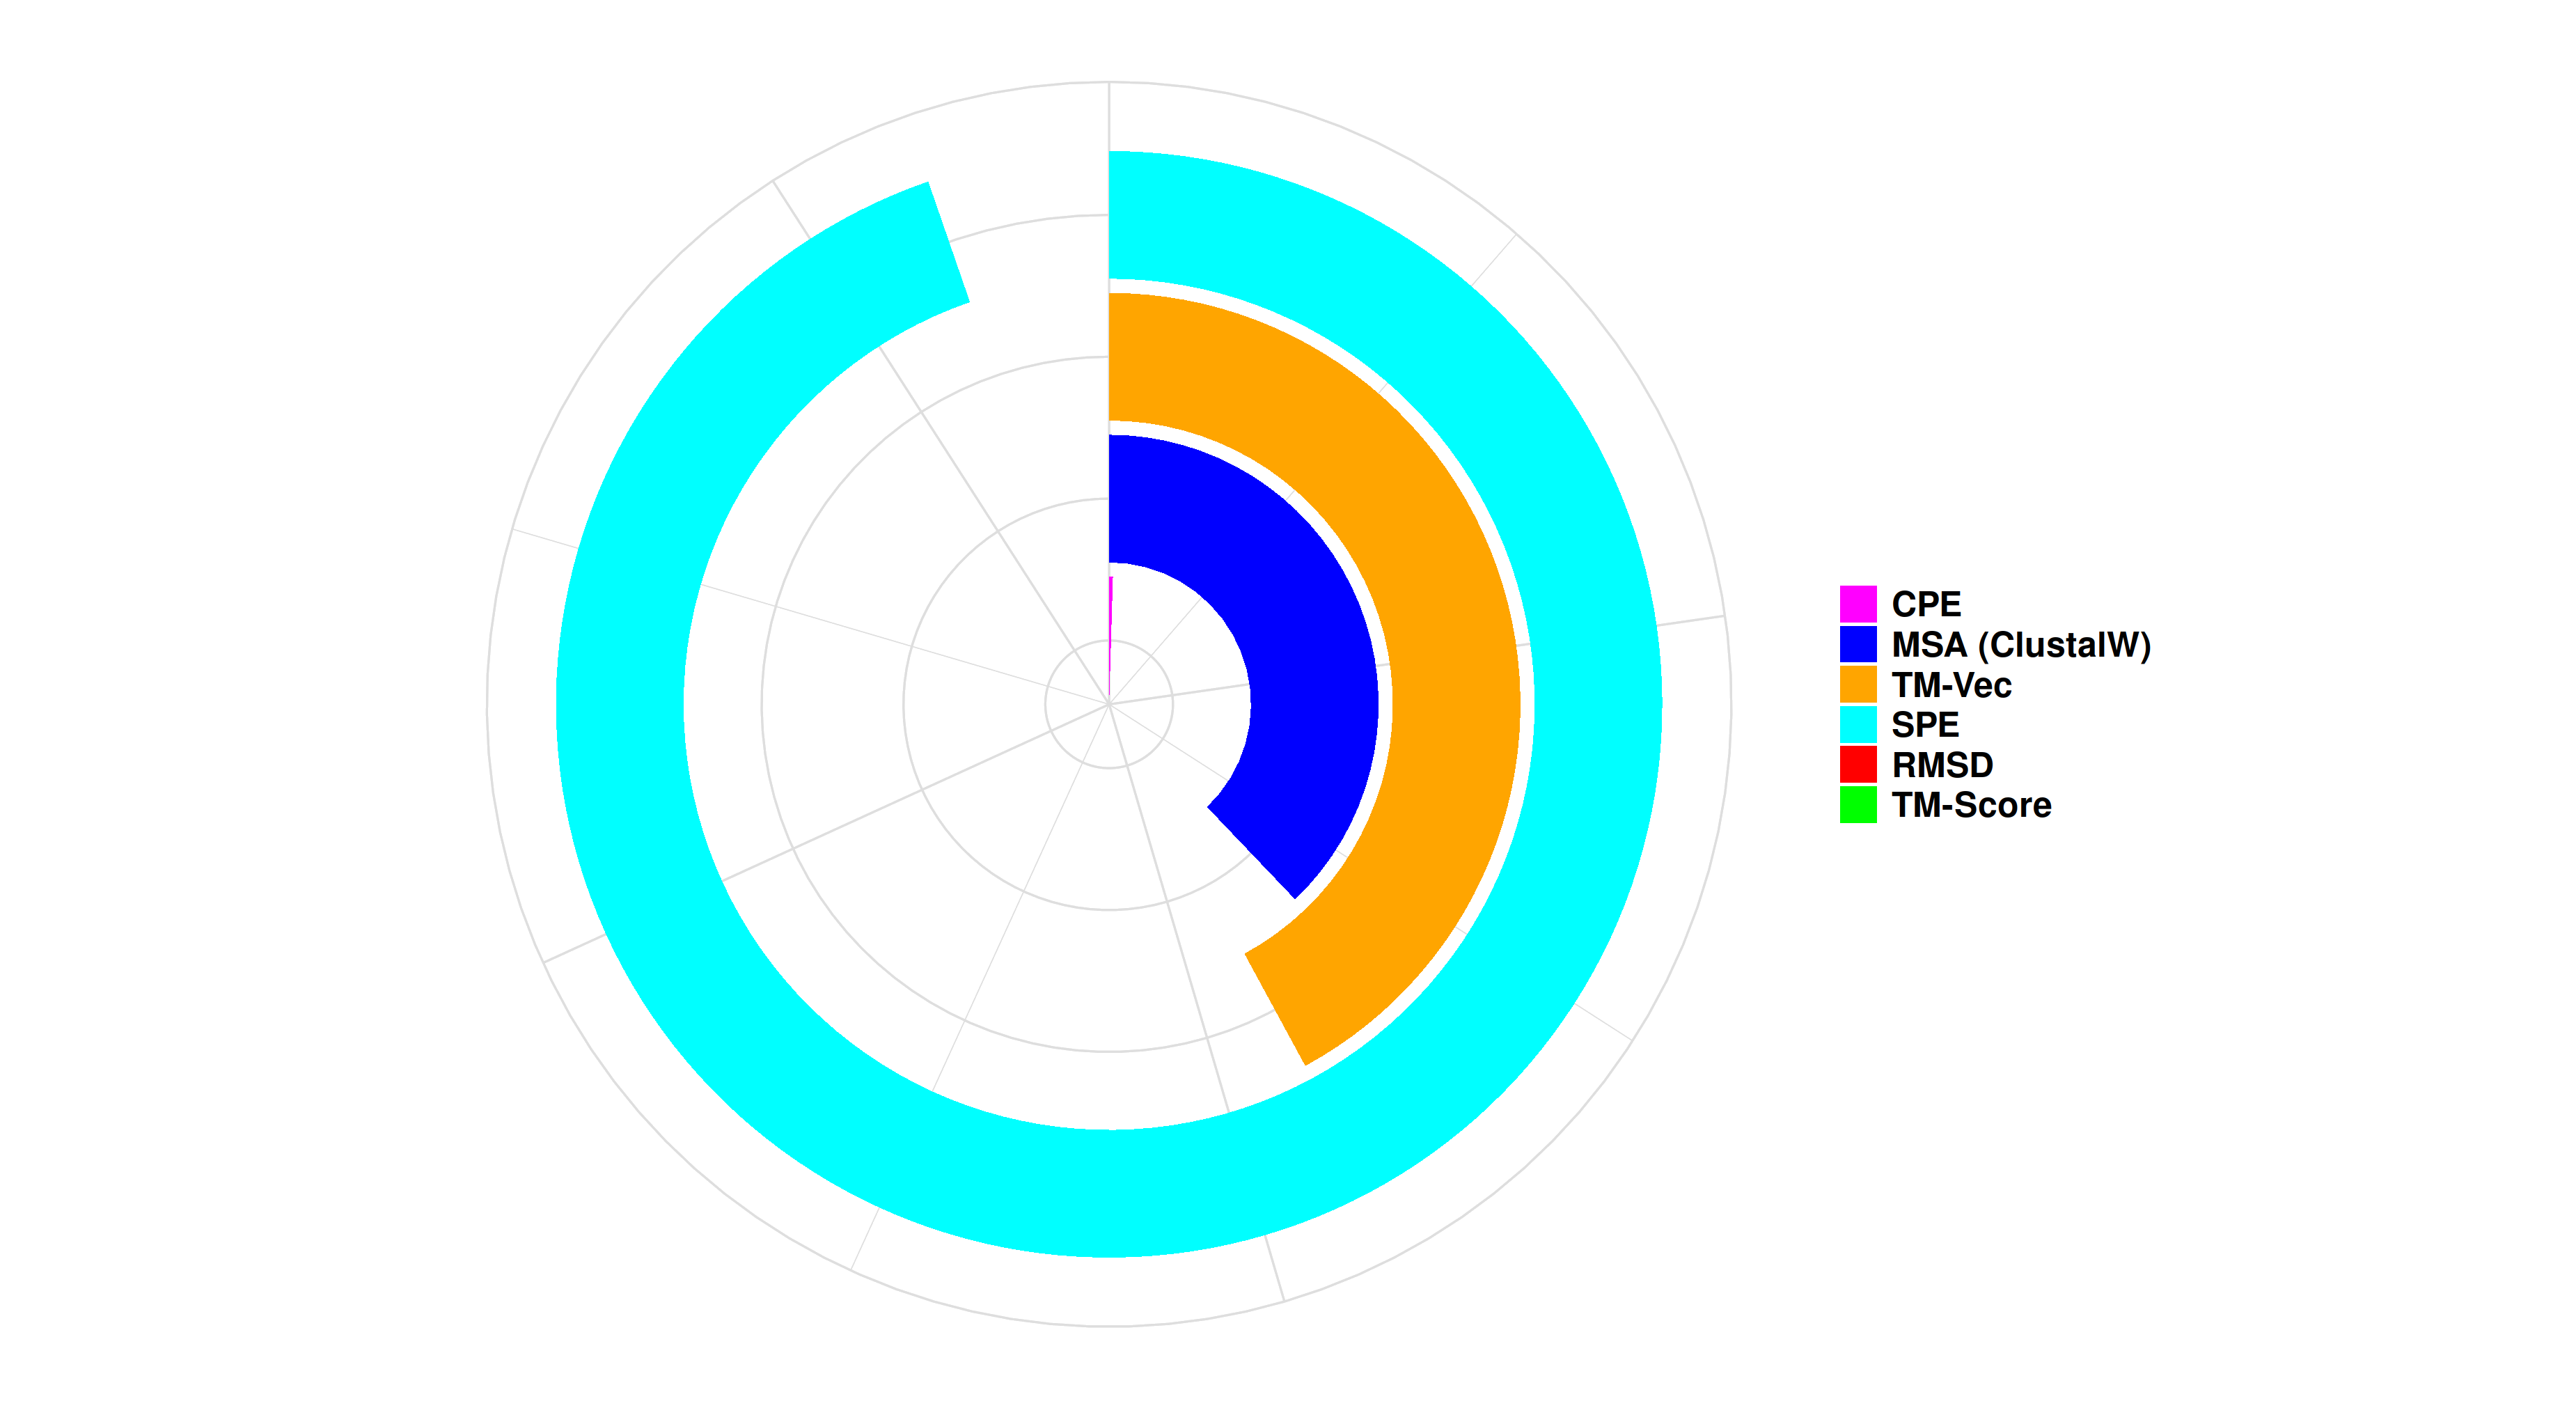 CPE
MSA (ClustalW)
TM-Vec
SPE
RMSD
TM-Score